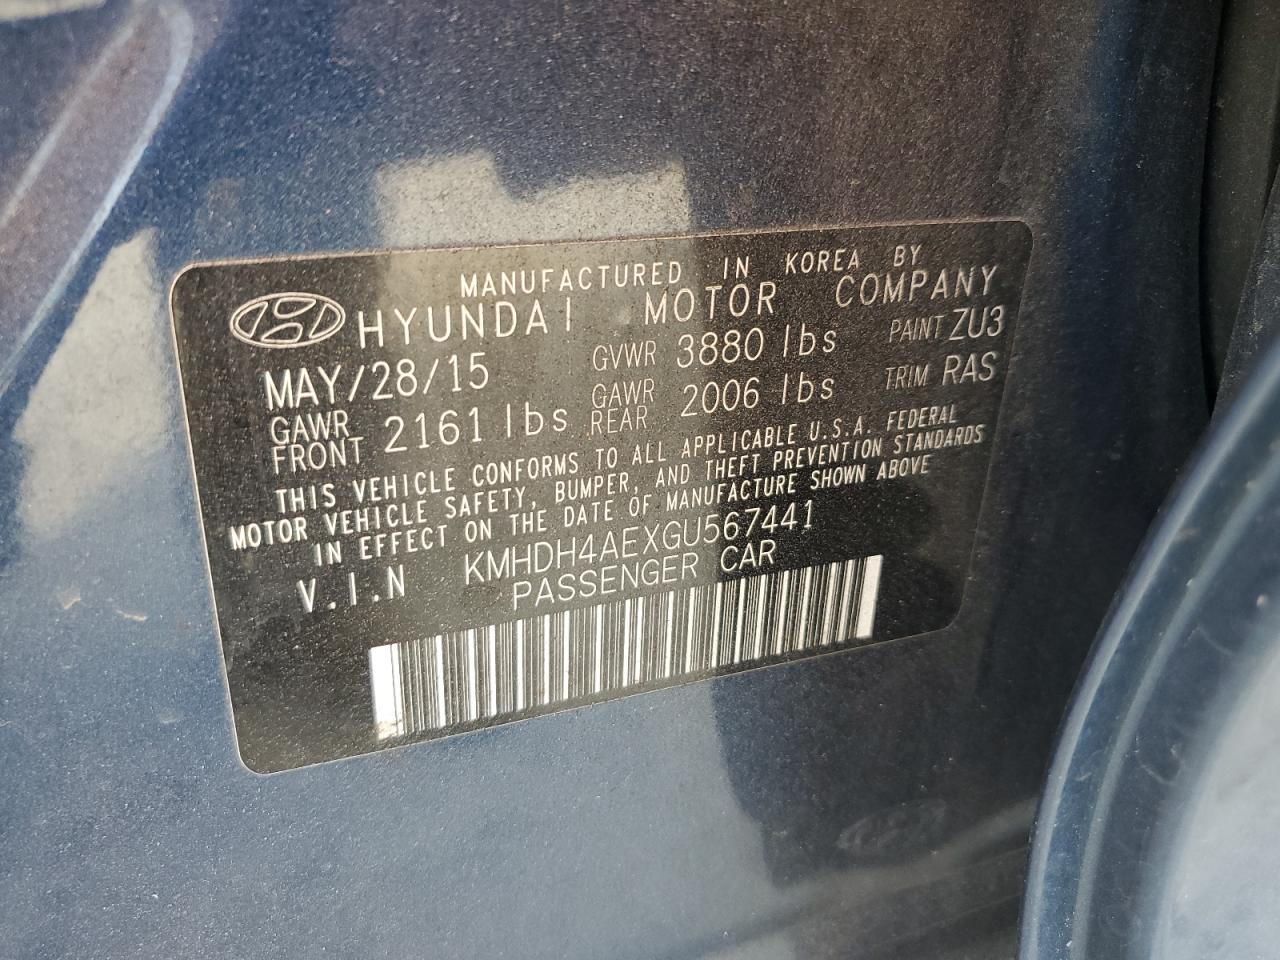 MANUFACTURED IN KOREA BY
HYUNDAI MOTOR COMPANY
MAY/28/15 GVWR 3880 lbs PAINT ZU3
GAWR FRONT 2161 lbs GAWR REAR 2006 lbs TRIM RAS
THIS VEHICLE CONFORMS TO ALL APPLICABLE U.S.A. FEDERAL
MOTOR VEHICLE SAFETY, BUMPER, AND THEFT PREVENTION STANDARDS
IN EFFECT ON THE DATE OF MANUFACTURE SHOWN ABOVE
V.I.N KMHDH4AEXGU567441
PASSENGER CAR